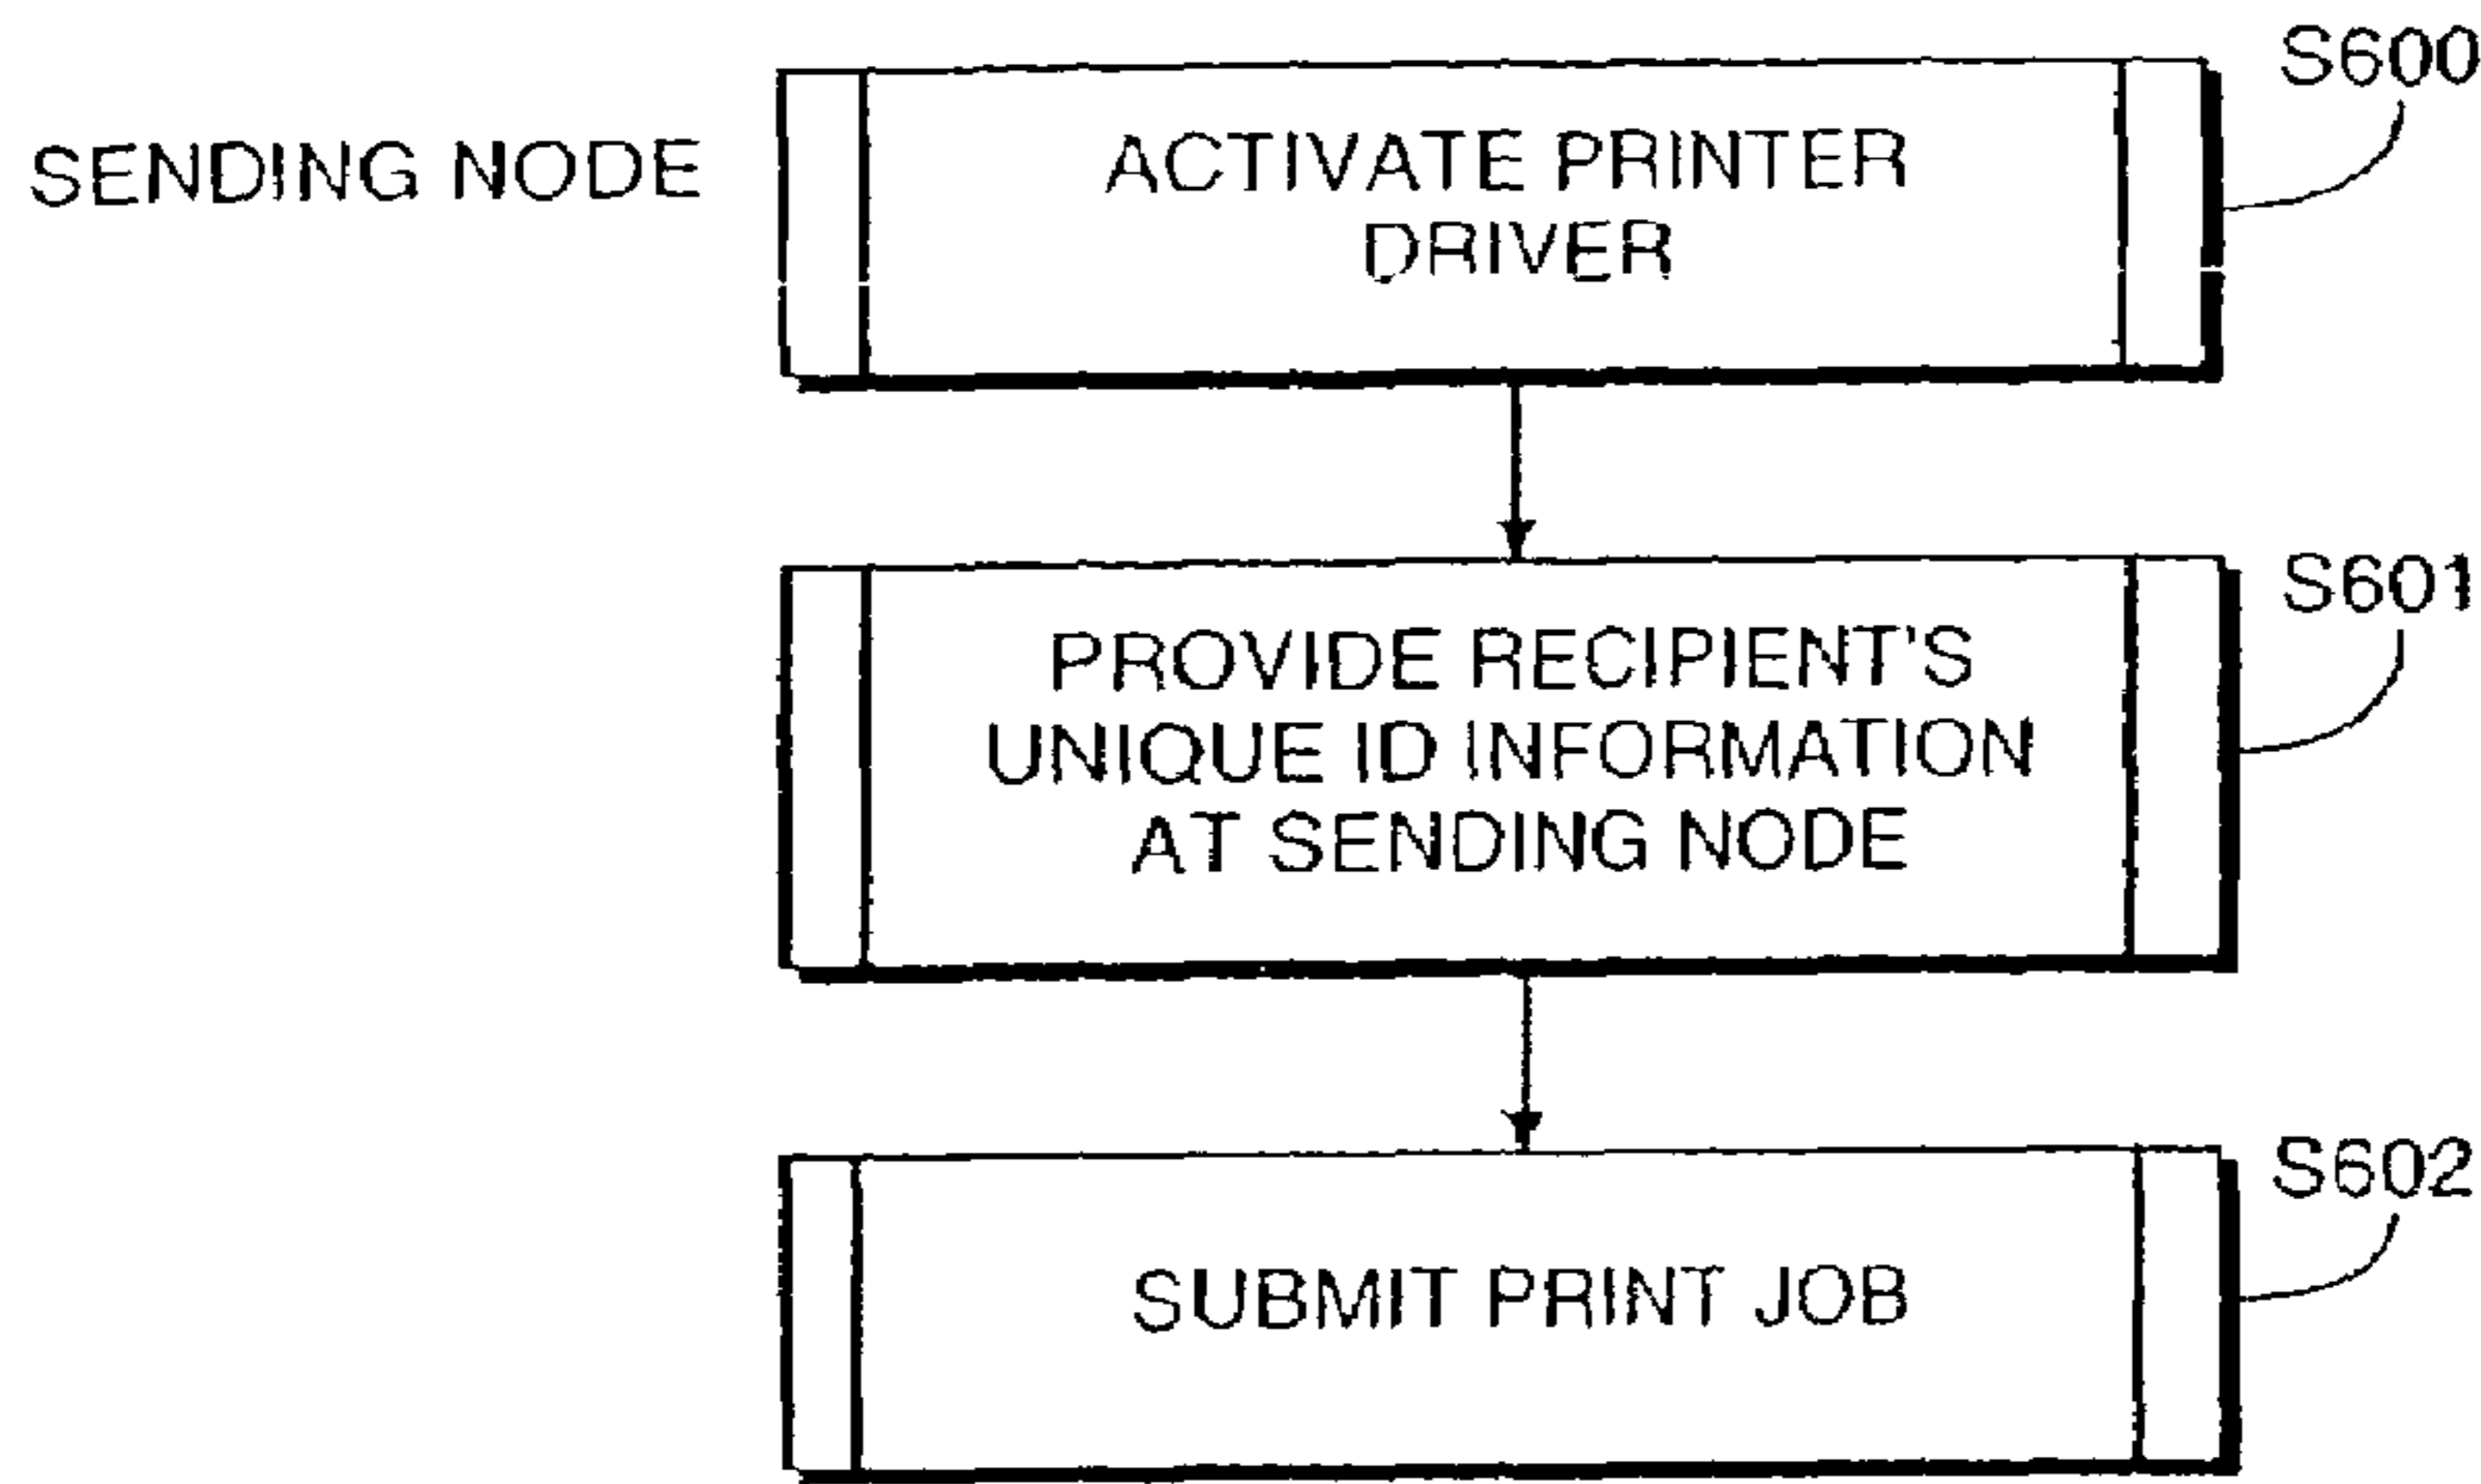 S600
SENDING NODE
ACTIVATE PRINTER
DRIVER
S601
PROVIDE RECIPIENT'S
UNIQUE ID INFORMATION
AT SENDING NODE
S602
SUBMIT PRINT JOB